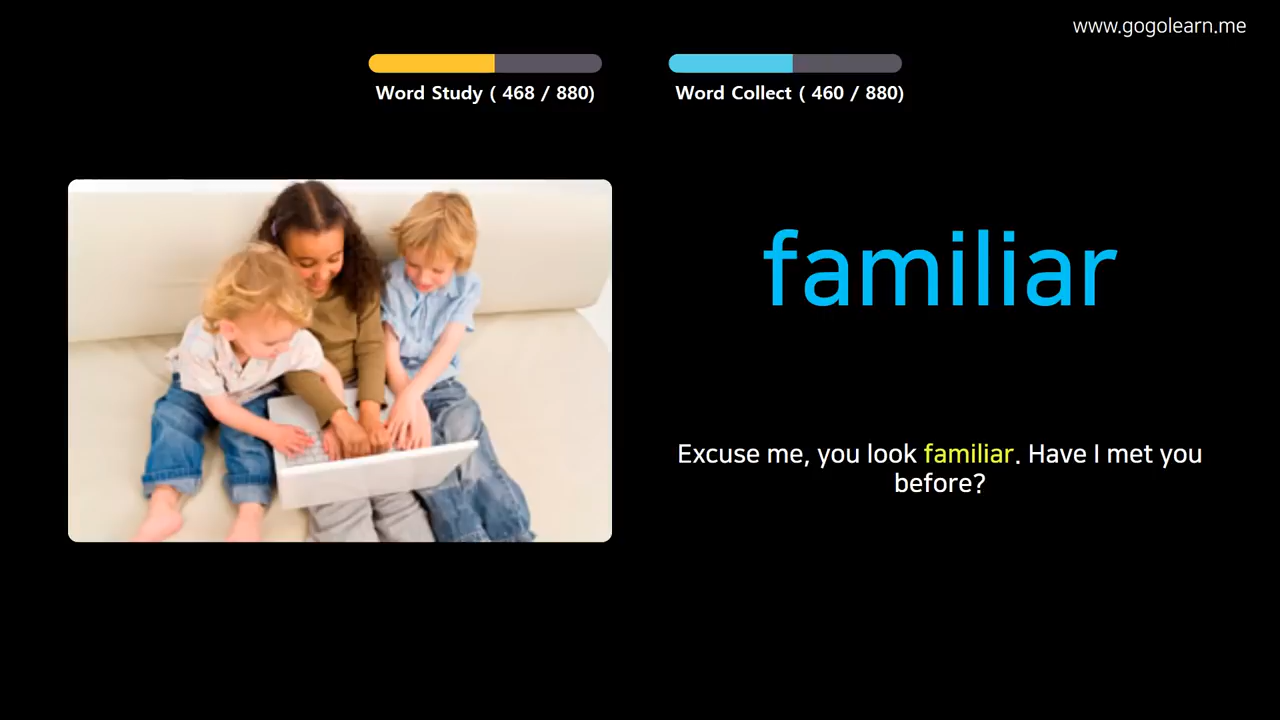 www.gogolearn.me
Word Study ( 468 / 880)
Word Collect ( 460 / 880)
familiar
Excuse me, you look familiar. Have I met you
before?